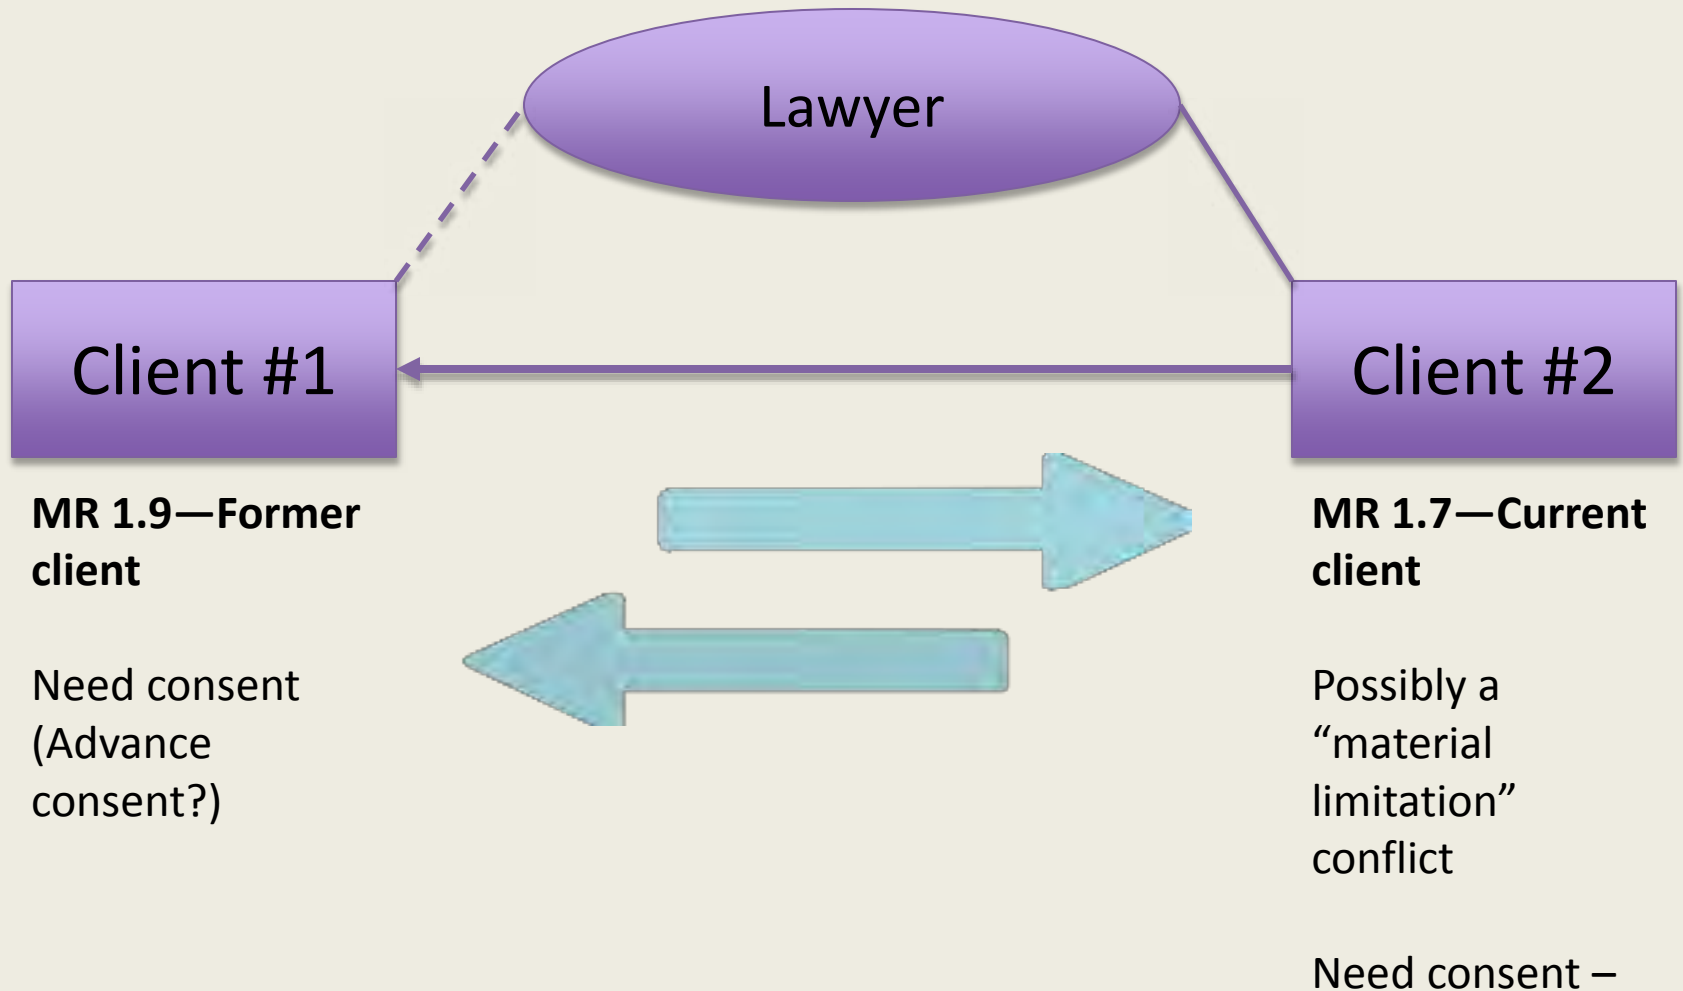 Lawyer
Client #1
Client #2
MR 1.9—Former
client
Need consent
(Advance
consent?)
MR 1.7—Current
client
Possibly a
“material
limitation”
conflict
Need consent –